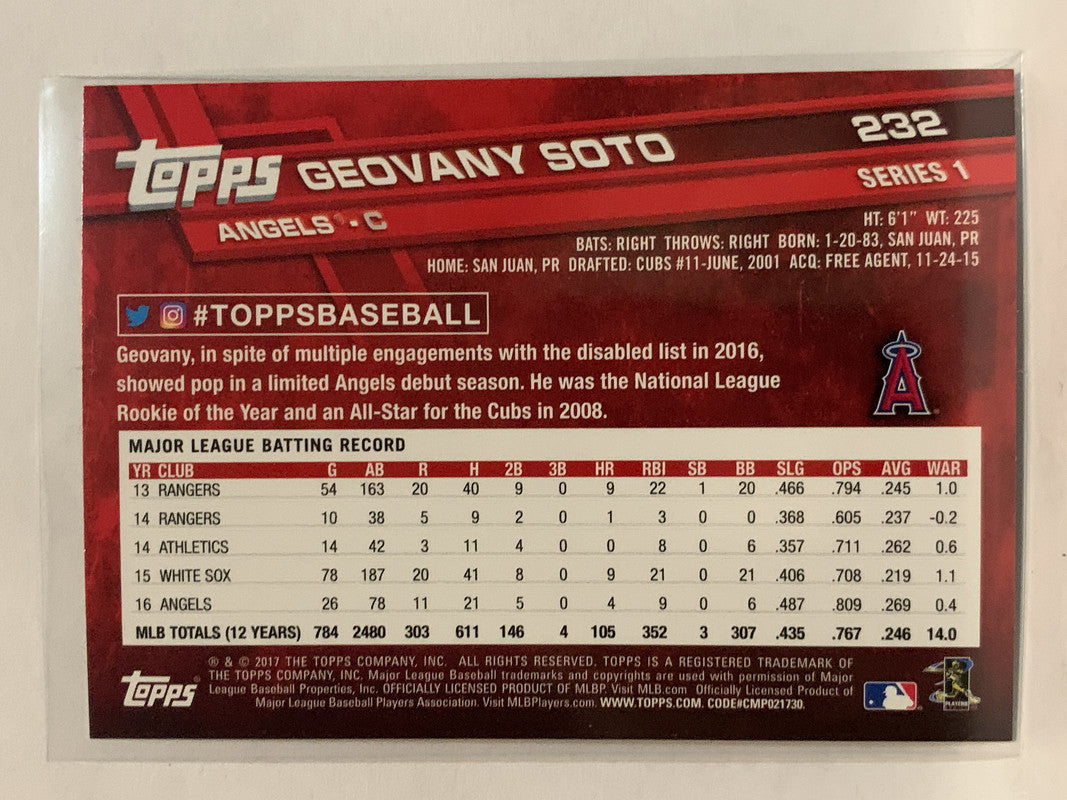 topps GEOVANY SOTO 232
SERIES 1
ANGELS® • C
HT: 6'1" WT: 225
BATS: RIGHT THROWS: RIGHT BORN: 1-20-83, SAN JUAN, PR
HOME: SAN JUAN, PR DRAFTED: CUBS #11-JUNE, 2001 ACQ: FREE AGENT, 11-24-15
#TOPPSBASEBALL
Geovany, in spite of multiple engagements with the disabled list in 2016,
showed pop in a limited Angels debut season. He was the National League
Rookie of the Year and an All-Star for the Cubs in 2008.
A
MAJOR LEAGUE BATTING RECORD
YR CLUB G AB R H 2B 3B HR RBI SB BB SLG OPS AVG WAR
13 RANGERS 54 163 20 40 9 0 9 22 1 20 .466 .794 .245 1.0
14 RANGERS 10 38 5 9 2 0 1 3 0 0 .368 .605 .237 -0.2
14 ATHLETICS 14 42 3 11 4 0 0 8 0 6 .357 .711 .262 0.6
15 WHITE SOX 78 187 20 41 8 0 9 21 0 21 .406 .708 .219 1.1
16 ANGELS 26 78 11 21 5 0 4 9 0 6 .487 .809 .269 0.4
MLB TOTALS (12 YEARS) 784 2480 303 611 146 4 105 352 3 307 .435 .767 .246 14.0
® & © 2017 THE TOPPS COMPANY, INC. ALL RIGHTS RESERVED. TOPPS IS A REGISTERED TRADEMARK OF
THE TOPPS COMPANY, INC. Major League Baseball trademarks and copyrights are used with permission of Major
League Baseball Properties, Inc. OFFICIALLY LICENSED PRODUCT OF MLBP. Visit MLB.com Officially Licensed Product of
Major League Baseball Players Association. Visit MLBPlayers.com. WWW.TOPPS.COM. CODE#CMP021730.
topps
PLAYERS